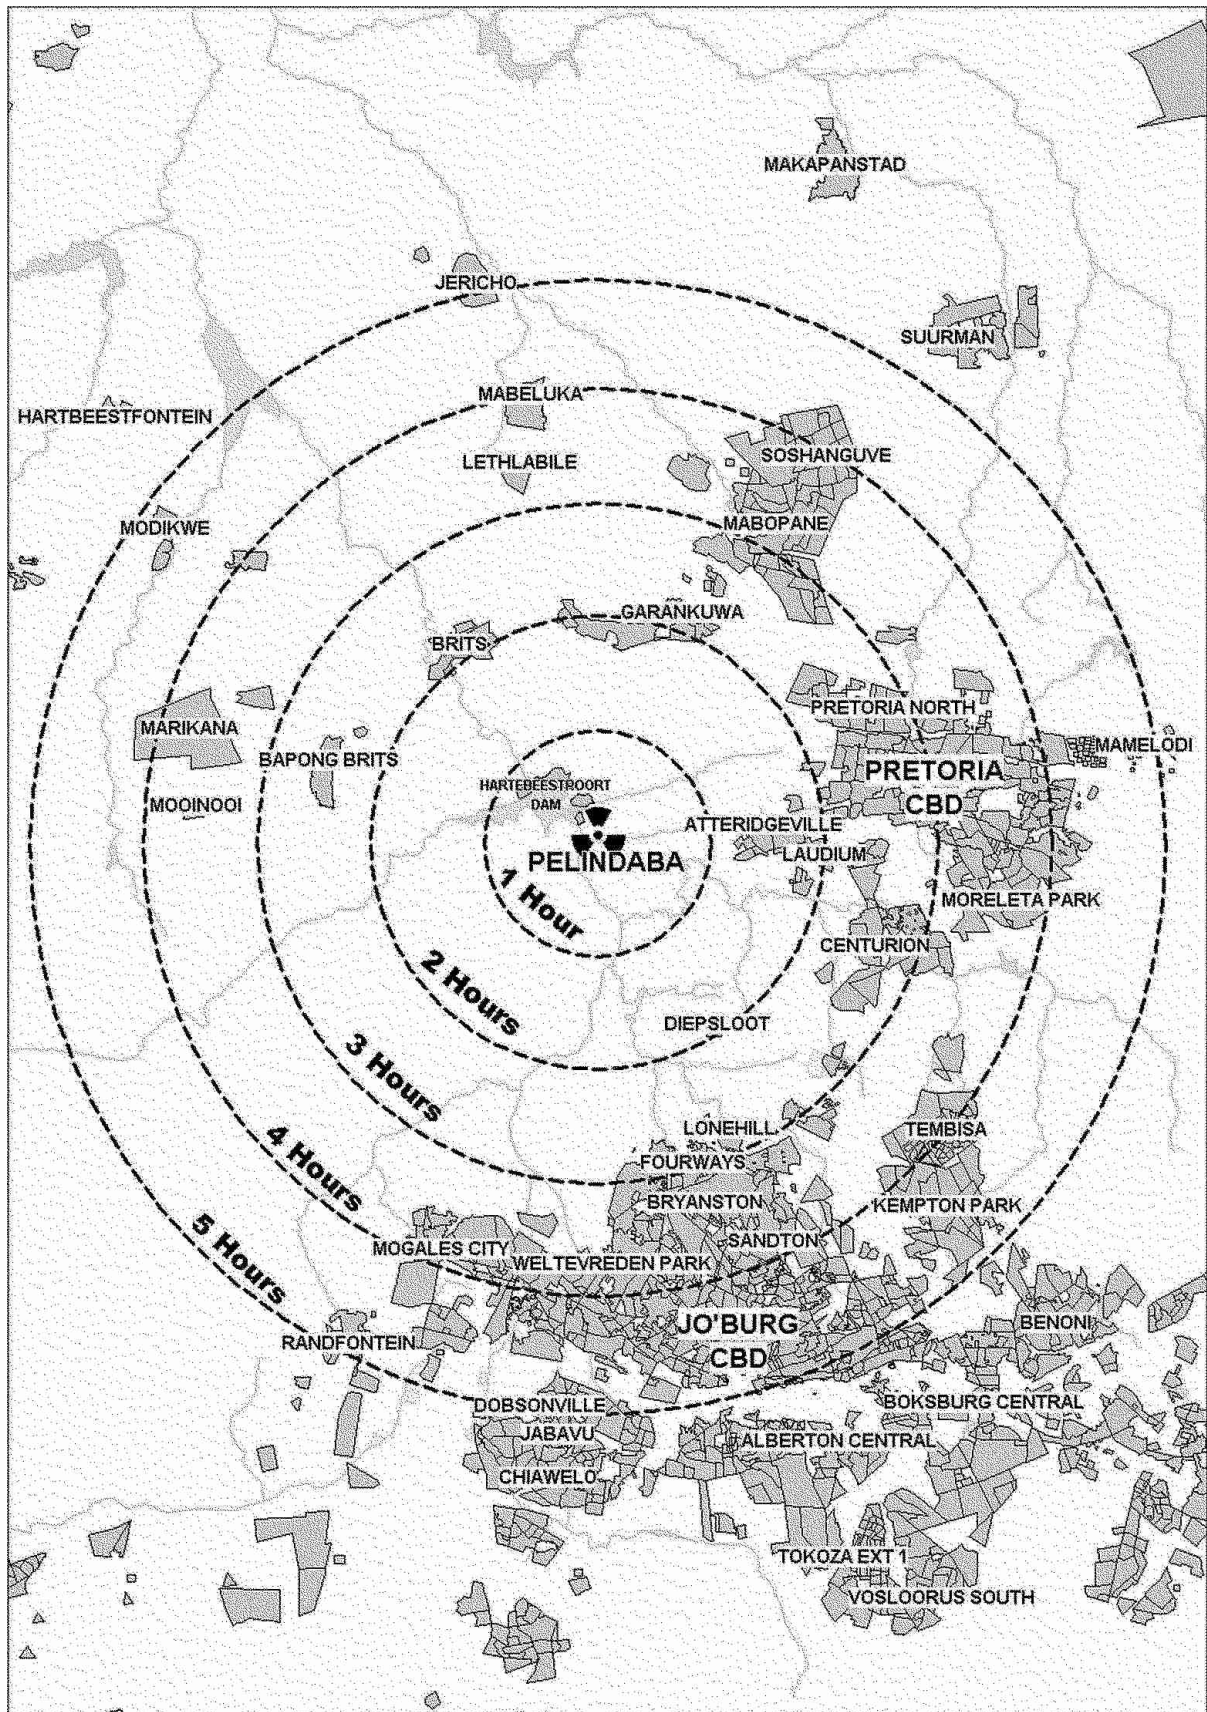 MAKAPANSTAD
JERICHO
SUURMAN
MABELUKA
HARTBEESTFONTEIN
SOSHANGUVE
LETHLABILE
MABOPANE
MODIKWE
GARANKUWA
BRITS
PRETORIA NORTH
MARIKANA
MAMELODI
BAPONG BRITS
PRETORIA
CBD
HARTEBEESTROORT
DAM
MOOINOOI
ATTERIDGEVILLE
LAUDIUM
PELINDABA
1 Hour
MORELETA PARK
CENTURION
2 Hours
DIEPSLOOT
3 Hours
LONEHILL
TEMBISA
4 Hours
FOURWAYS
BRYANSTON
KEMPTON PARK
5 Hours
SANDTON
MOGALES CITY
WELTEVREDEN PARK
JO'BURG
CBD
BENONI
RANDFONTEIN
DOBSONVILLE
BOKSBURG CENTRAL
JABAVU
ALBERTON CENTRAL
CHIAWELO
TOKOZA EXT 1
VOSLOORUS SOUTH